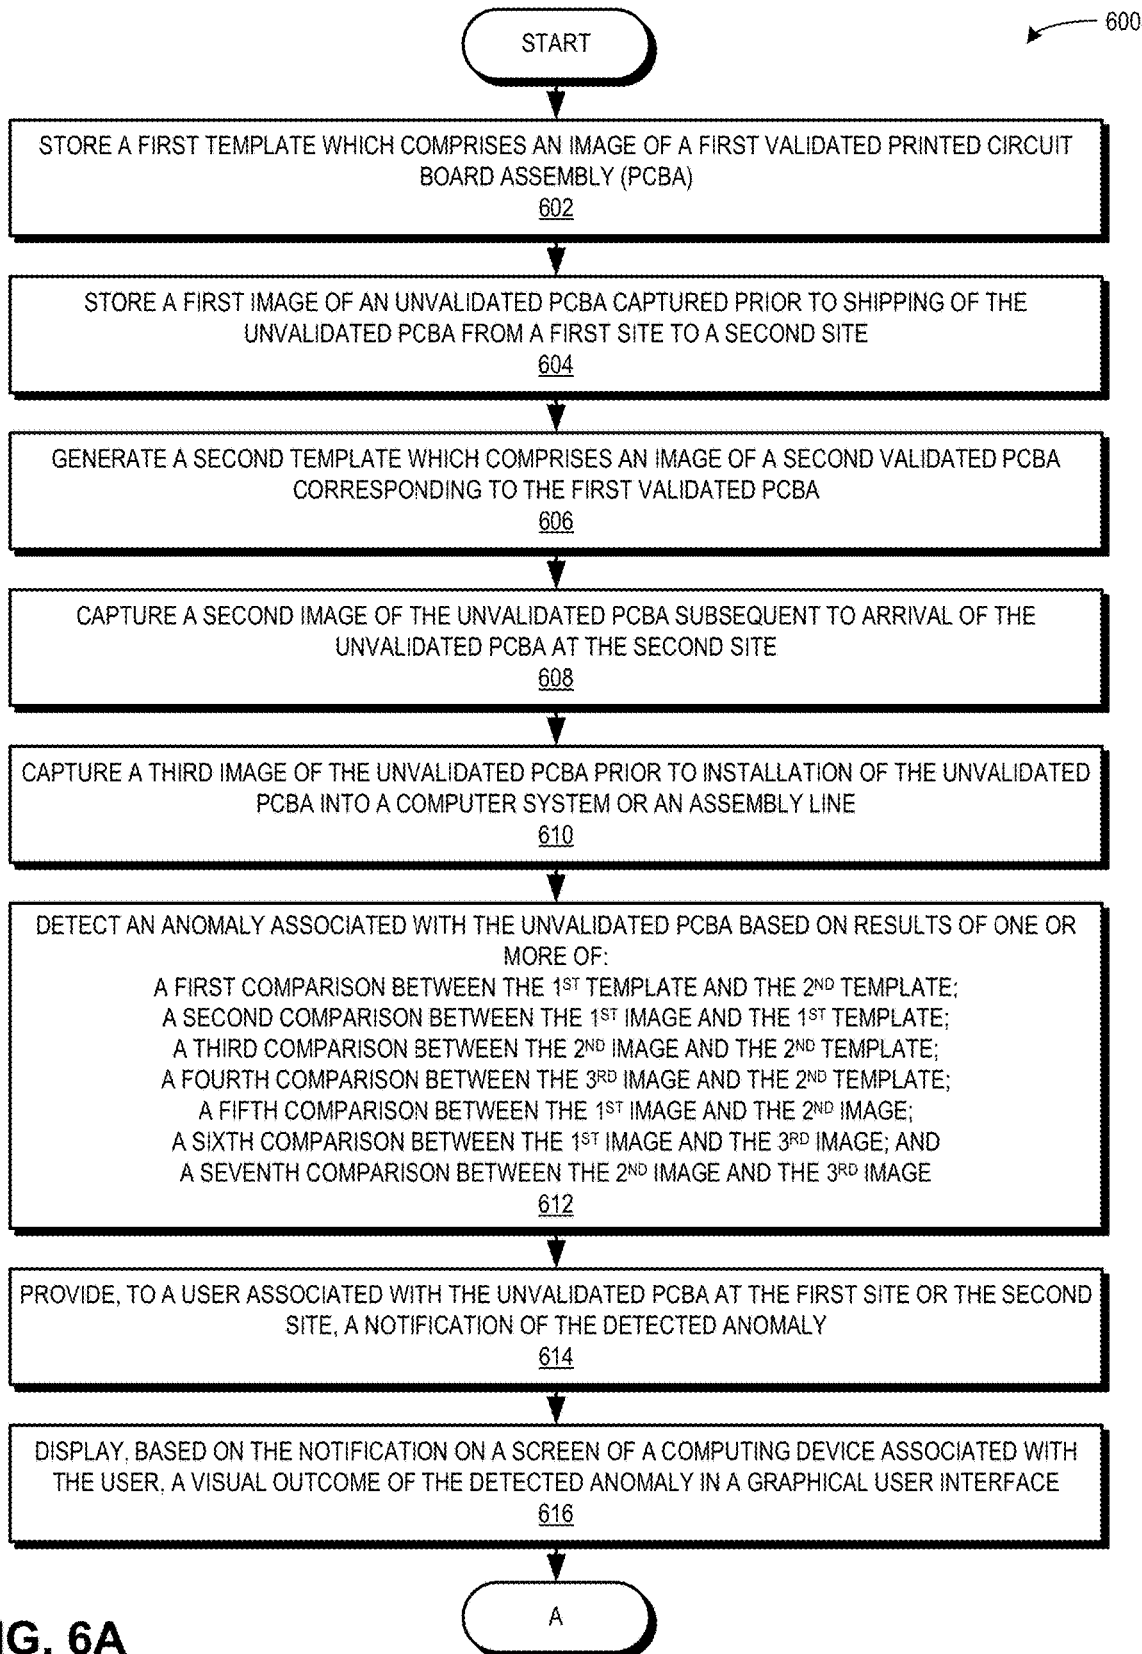 START
600
STORE A FIRST TEMPLATE WHICH COMPRISES AN IMAGE OF A FIRST VALIDATED PRINTED CIRCUIT
BOARD ASSEMBLY (PCBA)
602
STORE A FIRST IMAGE OF AN UNVALIDATED PCBA CAPTURED PRIOR TO SHIPPING OF THE
UNVALIDATED PCBA FROM A FIRST SITE TO A SECOND SITE
604
GENERATE A SECOND TEMPLATE WHICH COMPRISES AN IMAGE OF A SECOND VALIDATED PCBA
CORRESPONDING TO THE FIRST VALIDATED PCBA
606
CAPTURE A SECOND IMAGE OF THE UNVALIDATED PCBA SUBSEQUENT TO ARRIVAL OF THE
UNVALIDATED PCBA AT THE SECOND SITE
608
CAPTURE A THIRD IMAGE OF THE UNVALIDATED PCBA PRIOR TO INSTALLATION OF THE UNVALIDATED
PCBA INTO A COMPUTER SYSTEM OR AN ASSEMBLY LINE
610
DETECT AN ANOMALY ASSOCIATED WITH THE UNVALIDATED PCBA BASED ON RESULTS OF ONE OR
MORE OF:
A FIRST COMPARISON BETWEEN THE 1ST TEMPLATE AND THE 2ND TEMPLATE;
A SECOND COMPARISON BETWEEN THE 1ST IMAGE AND THE 1ST TEMPLATE;
A THIRD COMPARISON BETWEEN THE 2ND IMAGE AND THE 2ND TEMPLATE;
A FOURTH COMPARISON BETWEEN THE 3RD IMAGE AND THE 2ND TEMPLATE;
A FIFTH COMPARISON BETWEEN THE 1ST IMAGE AND THE 2ND IMAGE;
A SIXTH COMPARISON BETWEEN THE 1ST IMAGE AND THE 3RD IMAGE; AND
A SEVENTH COMPARISON BETWEEN THE 2ND IMAGE AND THE 3RD IMAGE
612
PROVIDE, TO A USER ASSOCIATED WITH THE UNVALIDATED PCBA AT THE FIRST SITE OR THE SECOND
SITE, A NOTIFICATION OF THE DETECTED ANOMALY
614
DISPLAY, BASED ON THE NOTIFICATION ON A SCREEN OF A COMPUTING DEVICE ASSOCIATED WITH
THE USER, A VISUAL OUTCOME OF THE DETECTED ANOMALY IN A GRAPHICAL USER INTERFACE
616
A
IG. 6A